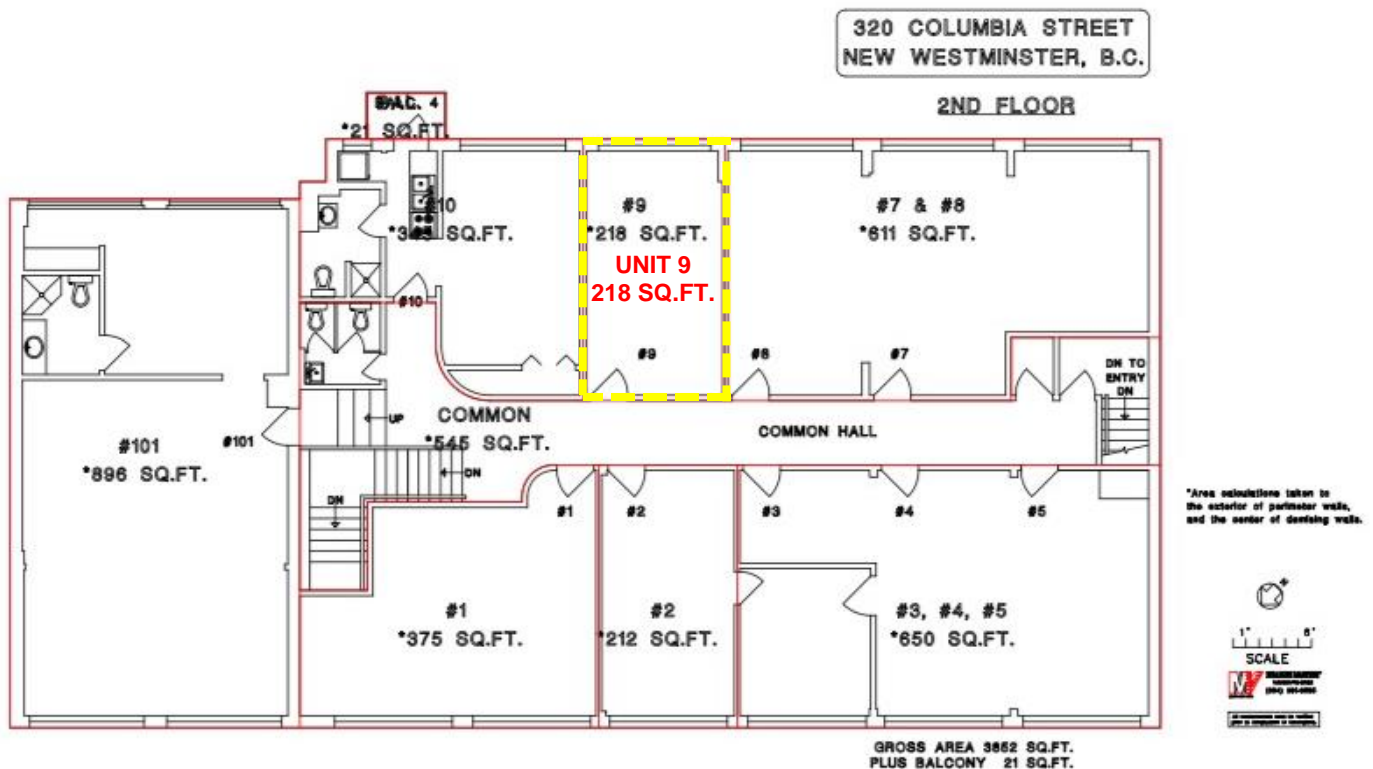 320 COLUMBIA STREET
NEW WESTMINSTER, B.C.
2ND FLOOR
*21 SQ.FT.
#10
SQ.FT.
#9
*218 SQ.FT.
UNIT 9
218 SQ.FT.
#7 & #8
*611 SQ.FT.
#10
#9
#8
#7
DN TO
ENTRY
DN
UP
COMMON
*545 SQ.FT.
COMMON HALL
#101
*896 SQ.FT.
#101
DN
DN
#1
#2
#3
#4
#5
*Area calculations taken to
the exterior of perimeter walls,
and the center of demising walls.
#1
*375 SQ.FT.
#2
*212 SQ.FT.
#3, #4, #5
*650 SQ.FT.
N
1'
8'
SCALE
GROSS AREA 3852 SQ.FT.
PLUS BALCONY 21 SQ.FT.